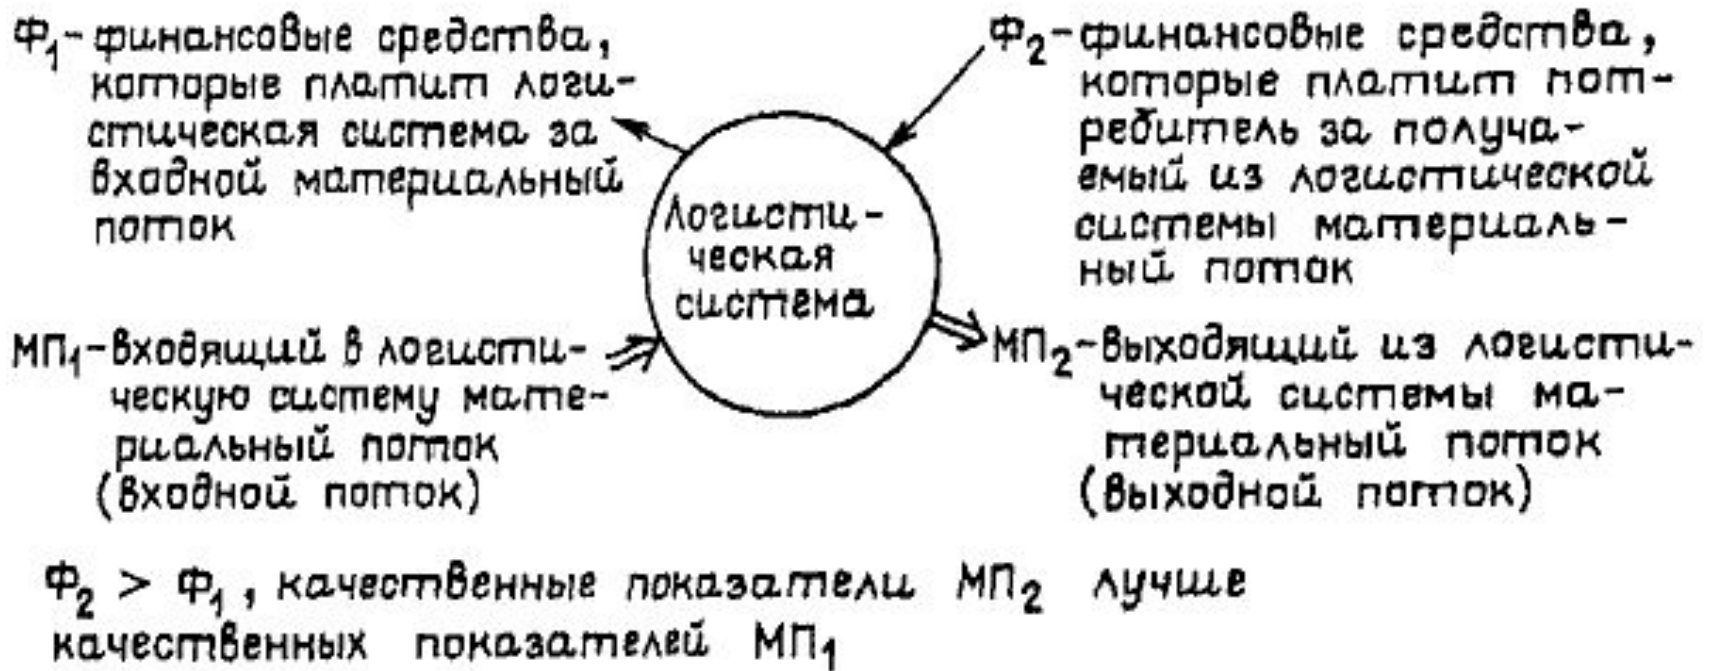 Ф₁-финансовые средства,
которые платит логи-
стическая система за
входной материальный
поток
Ф₂-финансовые средства,
которые платит пот-
ребитель за получа-
емый из логистической
системы материаль-
ный поток
Логисти-
ческая
система
МП₁-входящий в логисти-
ческую систему мате-
риальный поток
(входной поток)
МП₂-выходящий из логисти-
ческой системы ма-
териальный поток
(выходной поток)
Ф₂ > Ф₁, качественные показатели МП₂ лучше
качественных показателей МП₁